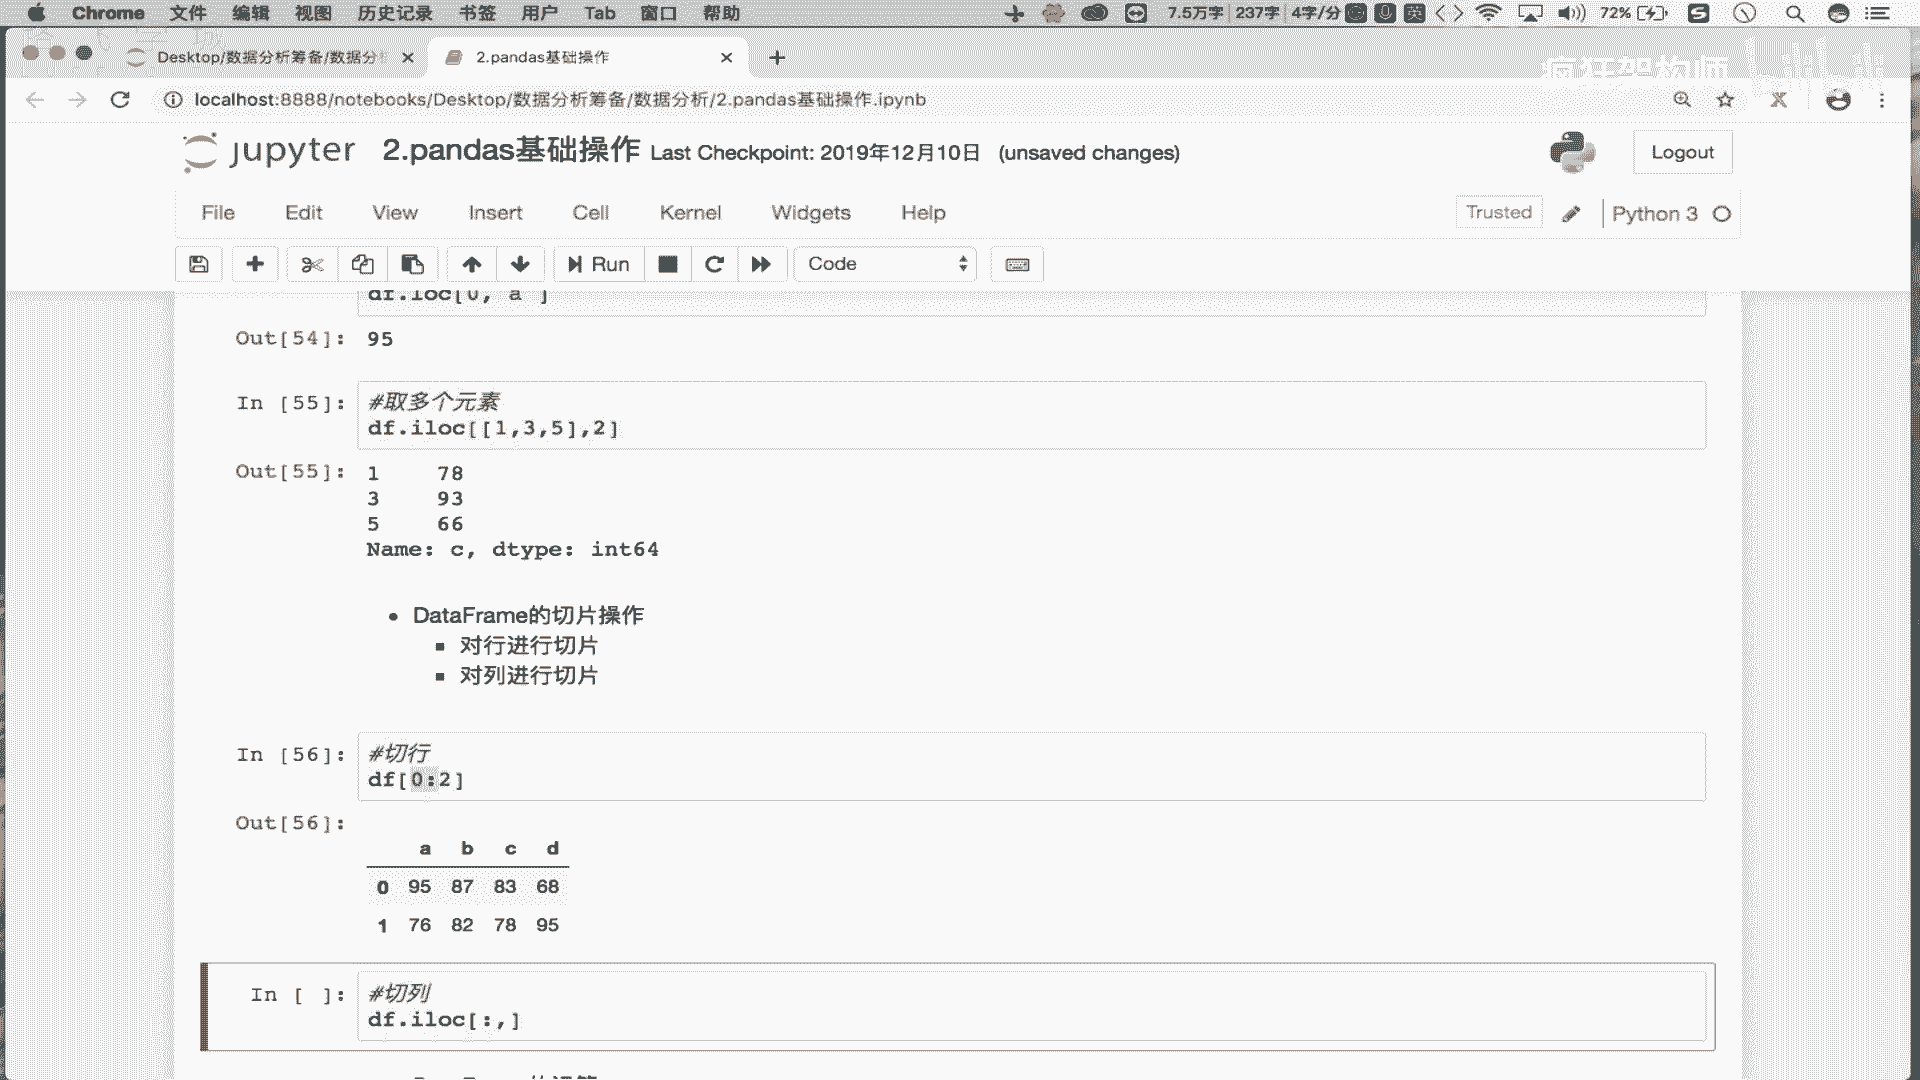 Chrome 文件 编辑 视图 历史记录 书签 用户 Tab 窗口 帮助 7.5万字 237字 4字/分 英 72%
Desktop/数据分析筹备/数据分析 2.pandas基础操作
疯狂架构师 bilibili
localhost:8888/notebooks/Desktop/数据分析筹备/数据分析/2.pandas基础操作.ipynb
jupyter 2.pandas基础操作 Last Checkpoint: 2019年12月10日 (unsaved changes) Logout
File Edit View Insert Cell Kernel Widgets Help Trusted Python 3
Run Code
df.loc[0,'a']
Out[54]: 95
In [55]: #取多个元素
df.iloc[[1,3,5],2]
Out[55]: 1 78
3 93
5 66
Name: c, dtype: int64
• DataFrame的切片操作
▪ 对行进行切片
▪ 对列进行切片
In [56]: #切行
df[0:2]
Out[56]:
a b c d
0 95 87 83 68
1 76 82 78 95
In [ ]: #切列
df.iloc[:,]